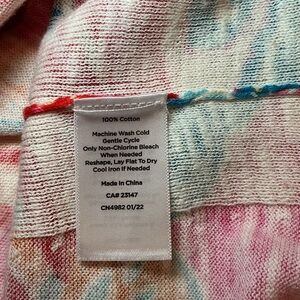 100% Cotton
Machine Wash Cold
Gentle Cycle
Only Non-Chlorine Bleach
When Needed
Reshape, Lay Flat To Dry
Cool Iron If Needed
Made In China
CA# 23147
CN4982 01/22